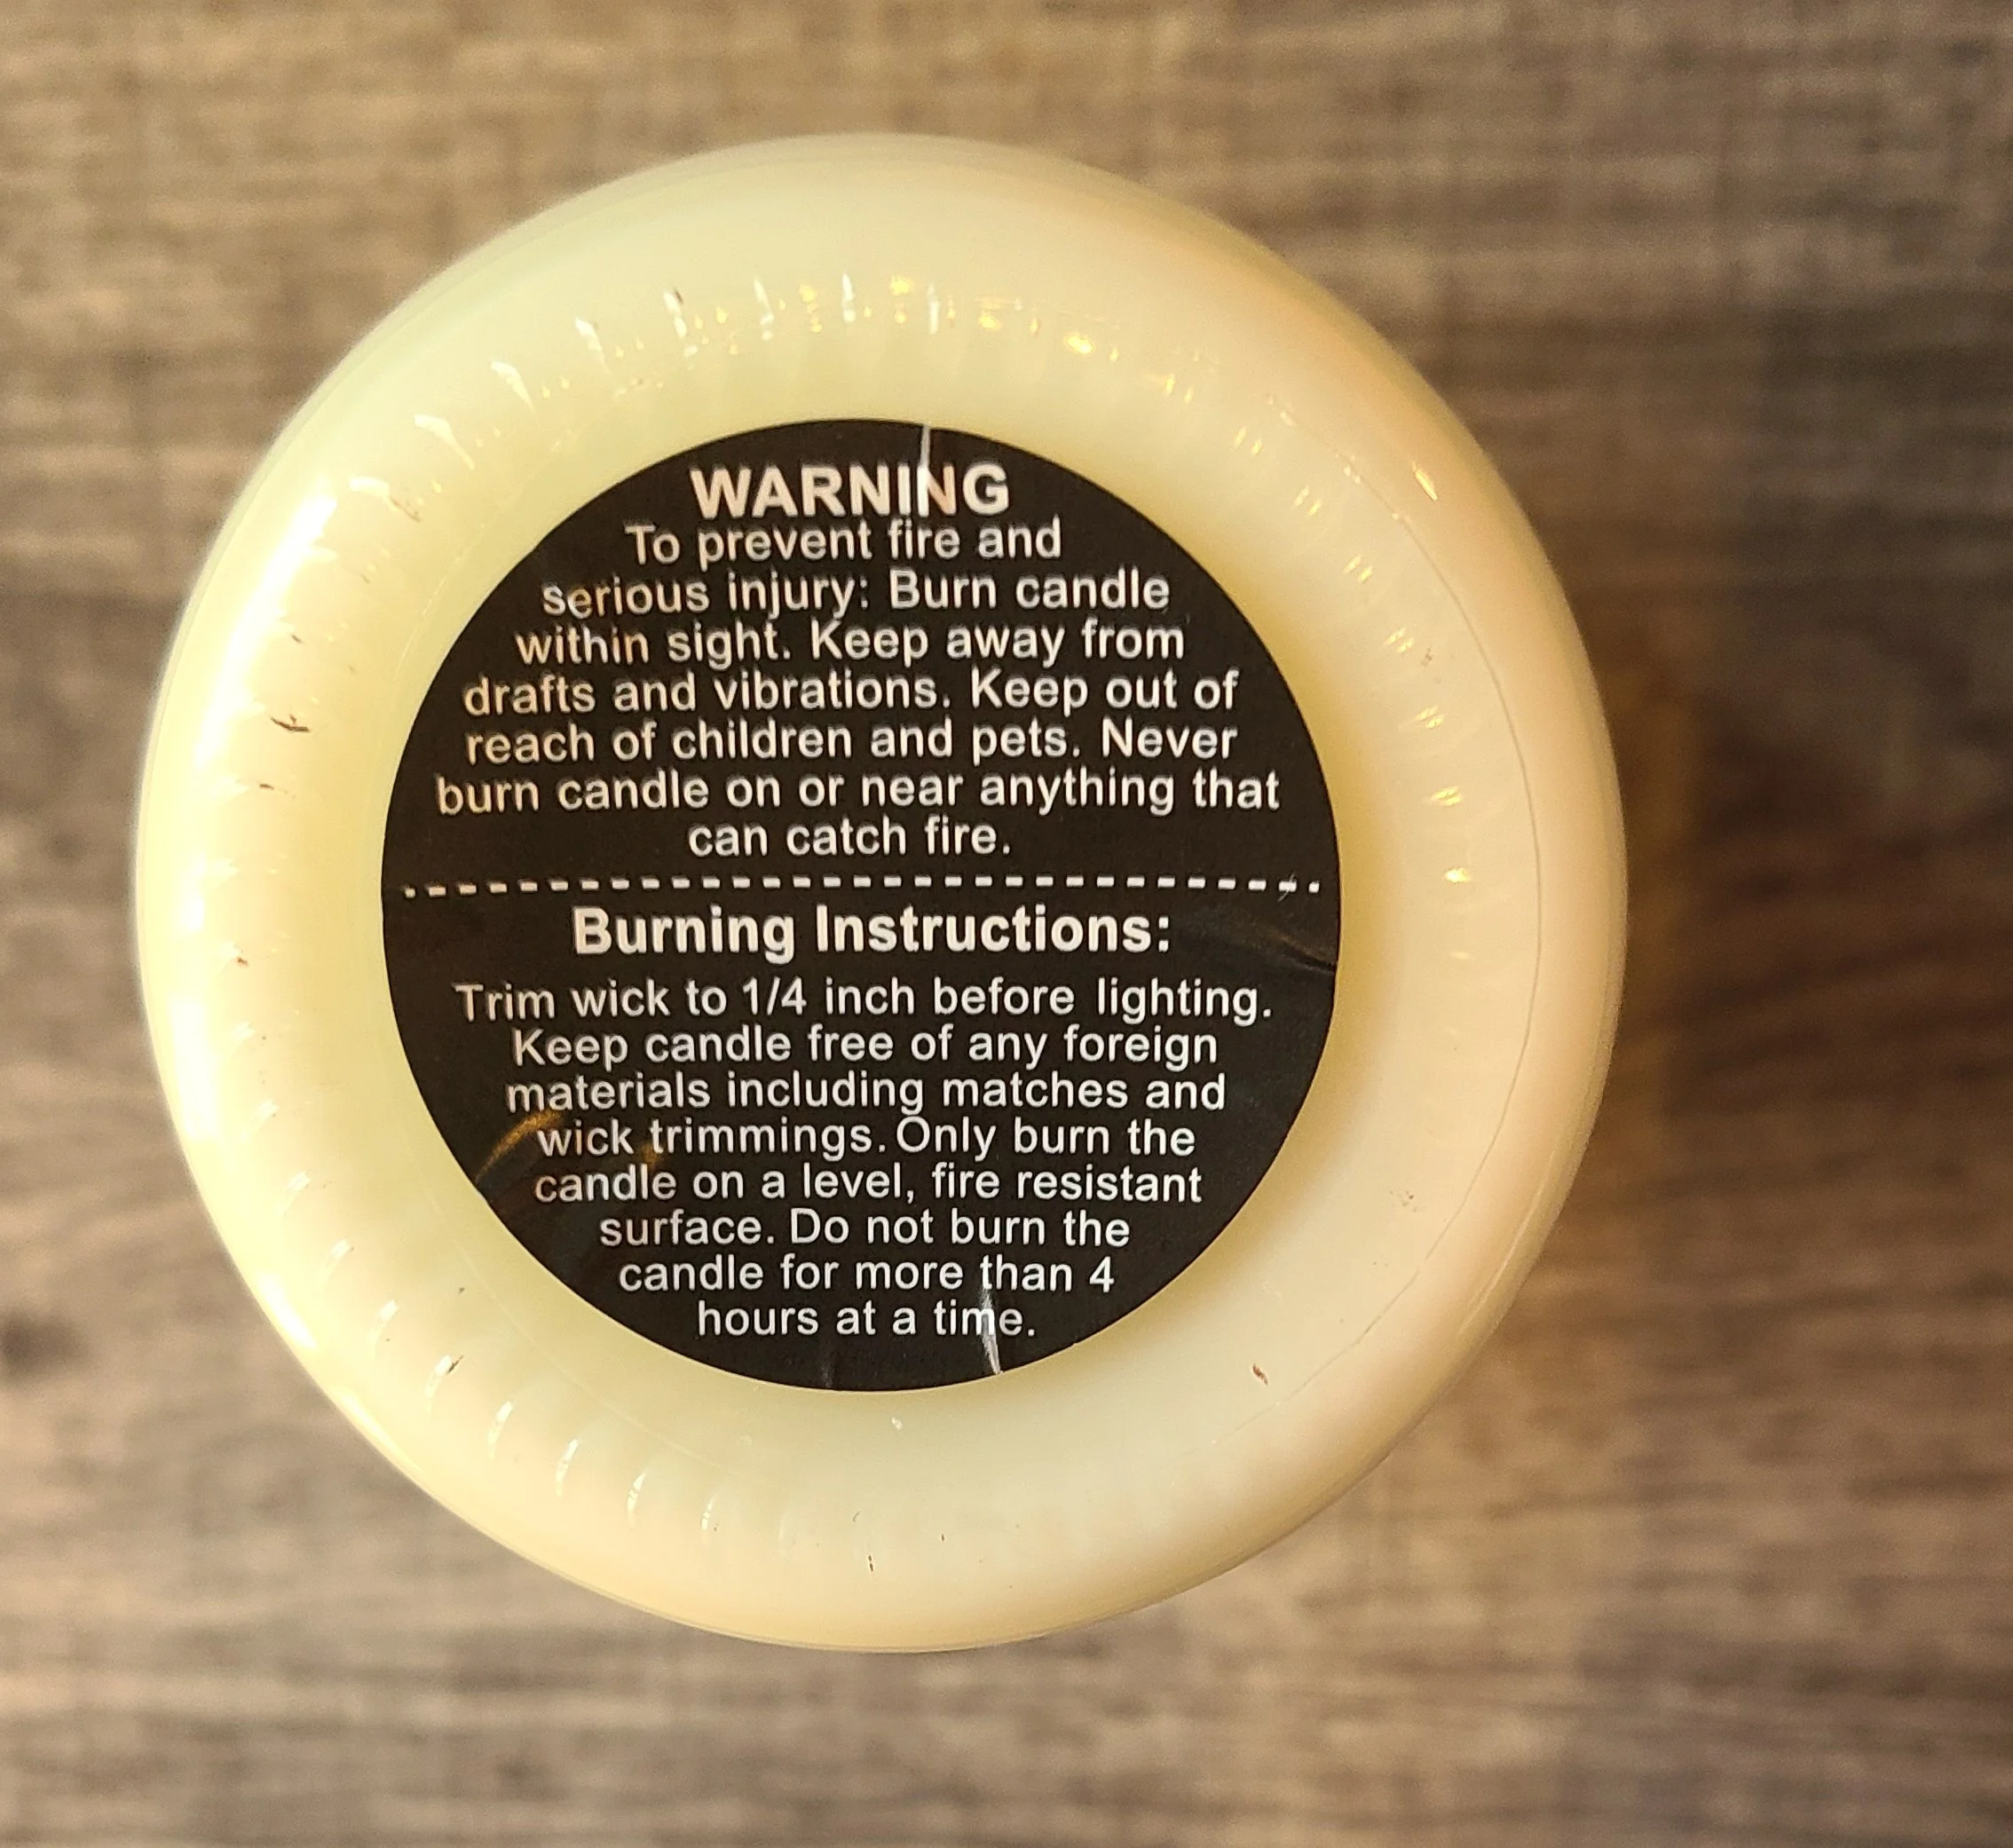 WARNING
To prevent fire and
serious injury: Burn candle
within sight. Keep away from
drafts and vibrations. Keep out of
reach of children and pets. Never
burn candle on or near anything that
can catch fire.
Burning Instructions:
Trim wick to 1/4 inch before lighting.
Keep candle free of any foreign
materials including matches and
wick trimmings. Only burn the
candle on a level, fire resistant
surface. Do not burn the
candle for more than 4
hours at a time.